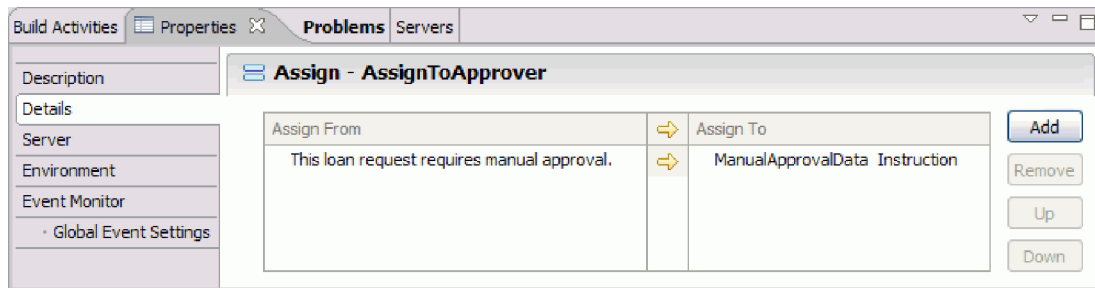 Build Activities Properties Problems Servers
Assign - AssignToApprover
Description
Details
Server
Environment
Event Monitor
· Global Event Settings
Assign From Assign To
This loan request requires manual approval. ManualApprovalData Instruction
Add
Remove
Up
Down